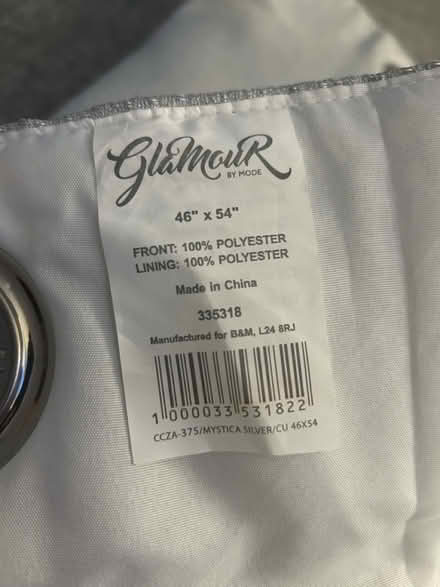 GlaMouR
BY MODE
46" x 54"
FRONT: 100% POLYESTER
LINING: 100% POLYESTER
Made in China
335318
Manufactured for B&M, L24 8RJ
1 000033 531822
CCZA-375/MYSTICA SILVER/CU 46X54